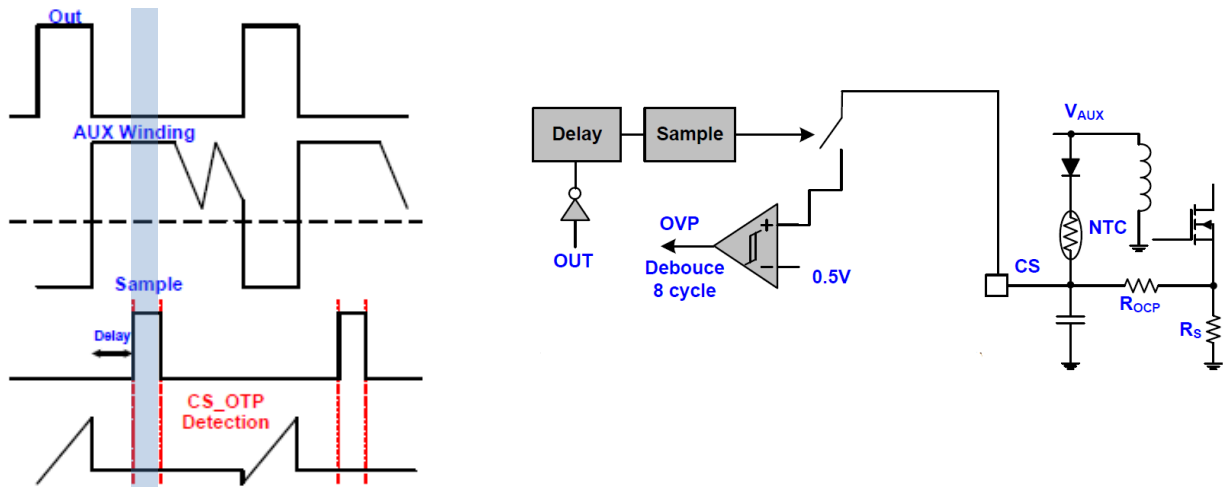 Out
AUX Winding
Sample
Delay
CS_OTP
Detection
Delay
Sample
OUT
OVP
Debouce
8 cycle
+
−
0.5V
VAUX
NTC
CS
ROCP
RS